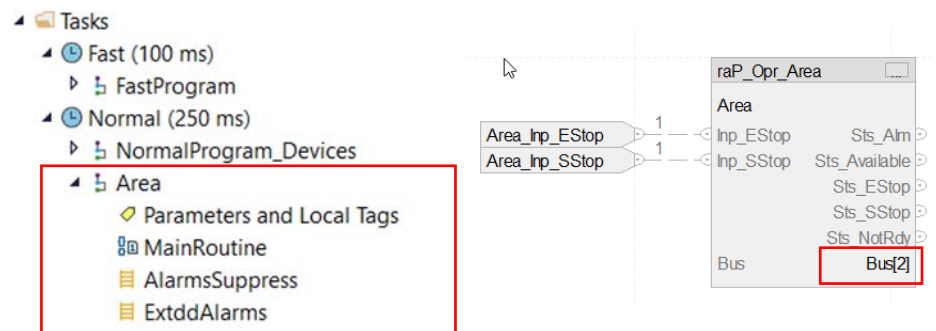 Tasks
Fast (100 ms)
FastProgram
Normal (250 ms)
NormalProgram_Devices
Area
Parameters and Local Tags
MainRoutine
AlarmsSuppress
ExtddAlarms
raP_Opr_Area ...
Area
Area_Inp_EStop 1 Inp_EStop Sts_Alm
Area_Inp_SStop 1 Inp_SStop Sts_Available
Sts_EStop
Sts_SStop
Sts_NotRdy
Bus Bus[2]